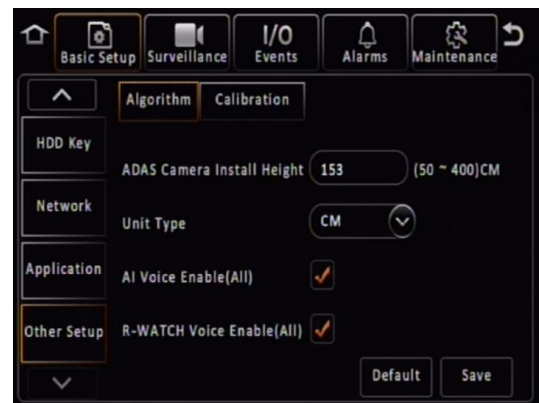 Basic Setup
Surveillance
I/O
Events
Alarms
Maintenance
Algorithm
Calibration
HDD Key
Network
Application
Other Setup
ADAS Camera Install Height 153 (50 ~ 400)CM
Unit Type CM
AI Voice Enable(All)
R-WATCH Voice Enable(All)
Default
Save